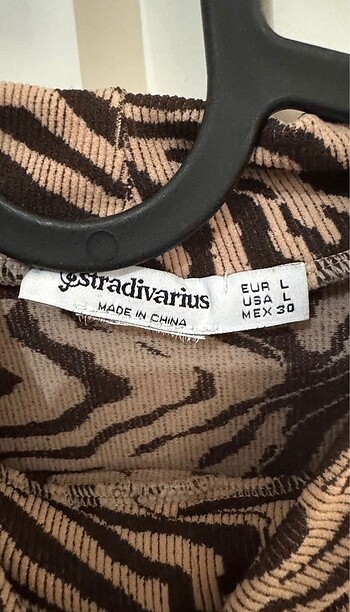 Stradivarius
MADE IN CHINA
EUR L
USA L
MEX 30